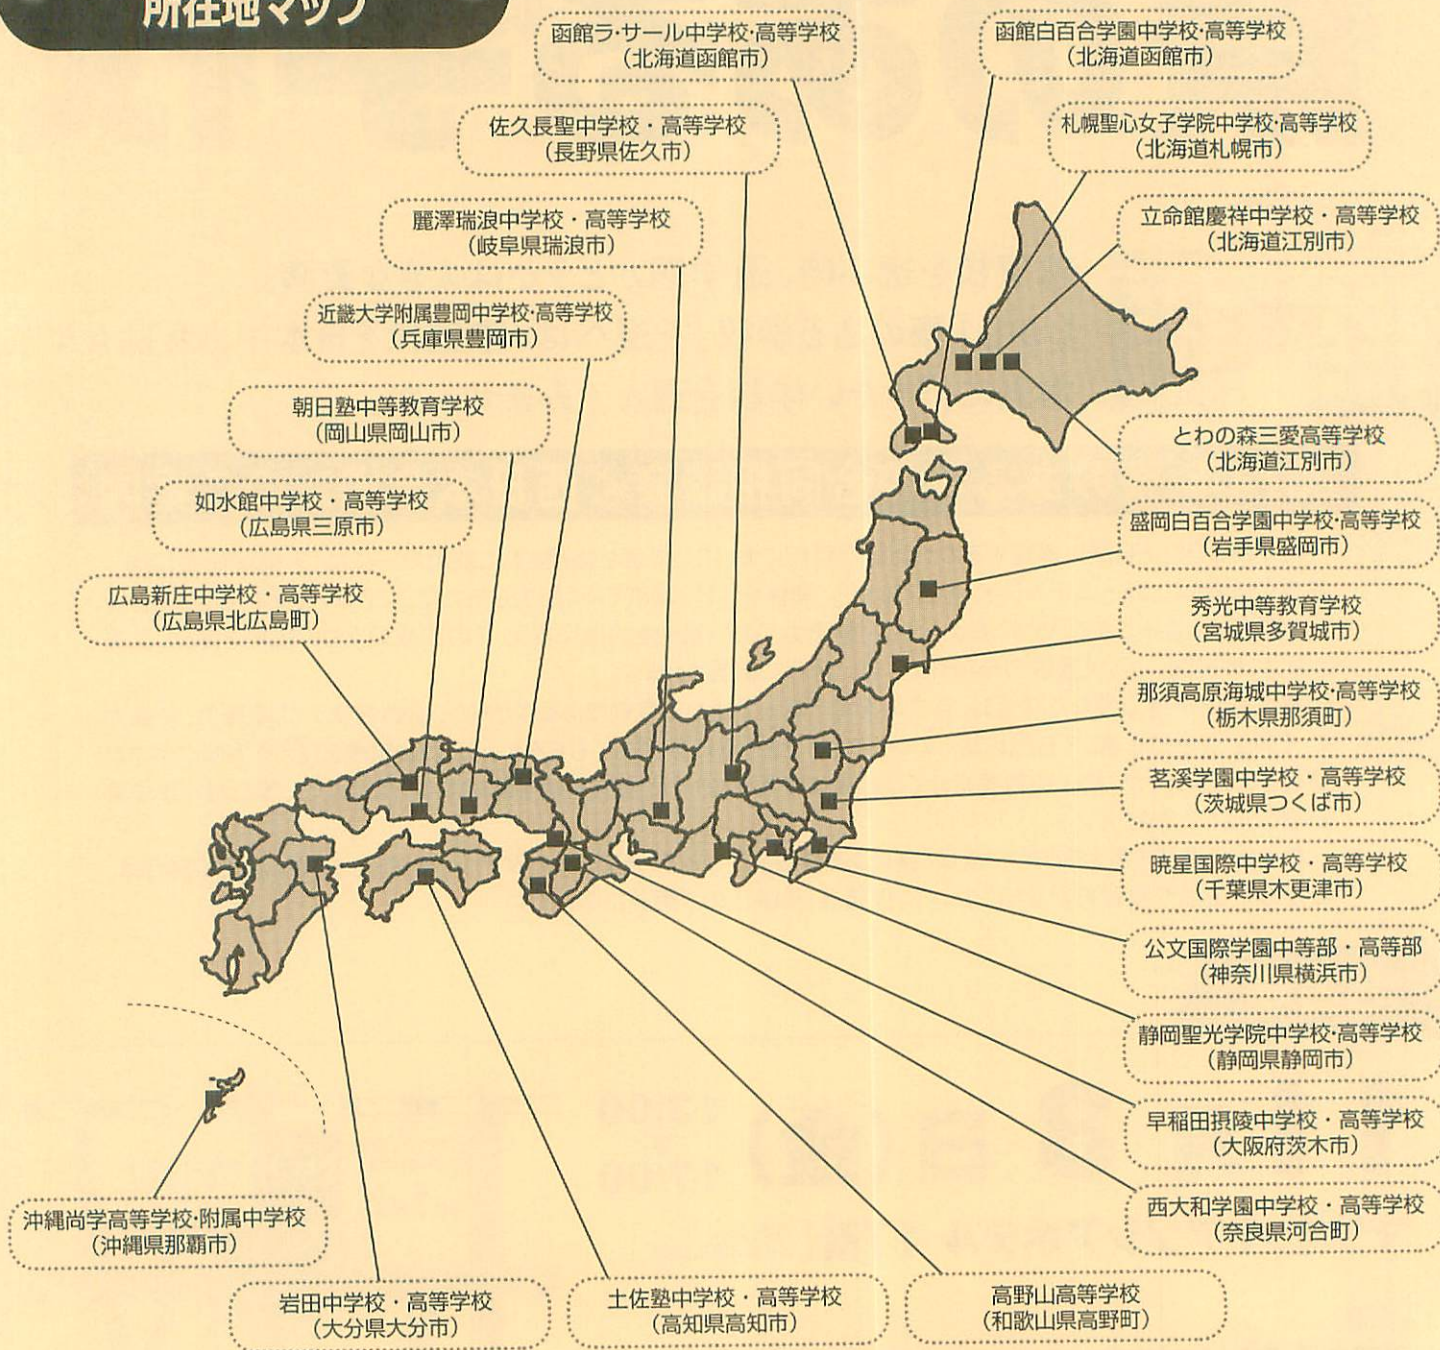 所在地マップ
函館ラ・サール中学校・高等学校
(北海道函館市)
函館白百合学園中学校・高等学校
(北海道函館市)
佐久長聖中学校・高等学校
(長野県佐久市)
札幌聖心女子学院中学校・高等学校
(北海道札幌市)
麗澤瑞浪中学校・高等学校
(岐阜県瑞浪市)
立命館慶祥中学校・高等学校
(北海道江別市)
近畿大学附属豊岡中学校・高等学校
(兵庫県豊岡市)
朝日塾中等教育学校
(岡山県岡山市)
とわの森三愛高等学校
(北海道江別市)
如水館中学校・高等学校
(広島県三原市)
盛岡白百合学園中学校・高等学校
(岩手県盛岡市)
広島新庄中学校・高等学校
(広島県北広島町)
秀光中等教育学校
(宮城県多賀城市)
那須高原海城中学校・高等学校
(栃木県那須町)
茗溪学園中学校・高等学校
(茨城県つくば市)
暁星国際中学校・高等学校
(千葉県木更津市)
公文国際学園中等部・高等部
(神奈川県横浜市)
静岡聖光学院中学校・高等学校
(静岡県静岡市)
早稲田摂陵中学校・高等学校
(大阪府茨木市)
西大和学園中学校・高等学校
(奈良県河合町)
沖縄尚学高等学校・附属中学校
(沖縄県那覇市)
岩田中学校・高等学校
(大分県大分市)
土佐塾中学校・高等学校
(高知県高知市)
高野山高等学校
(和歌山県高野町)